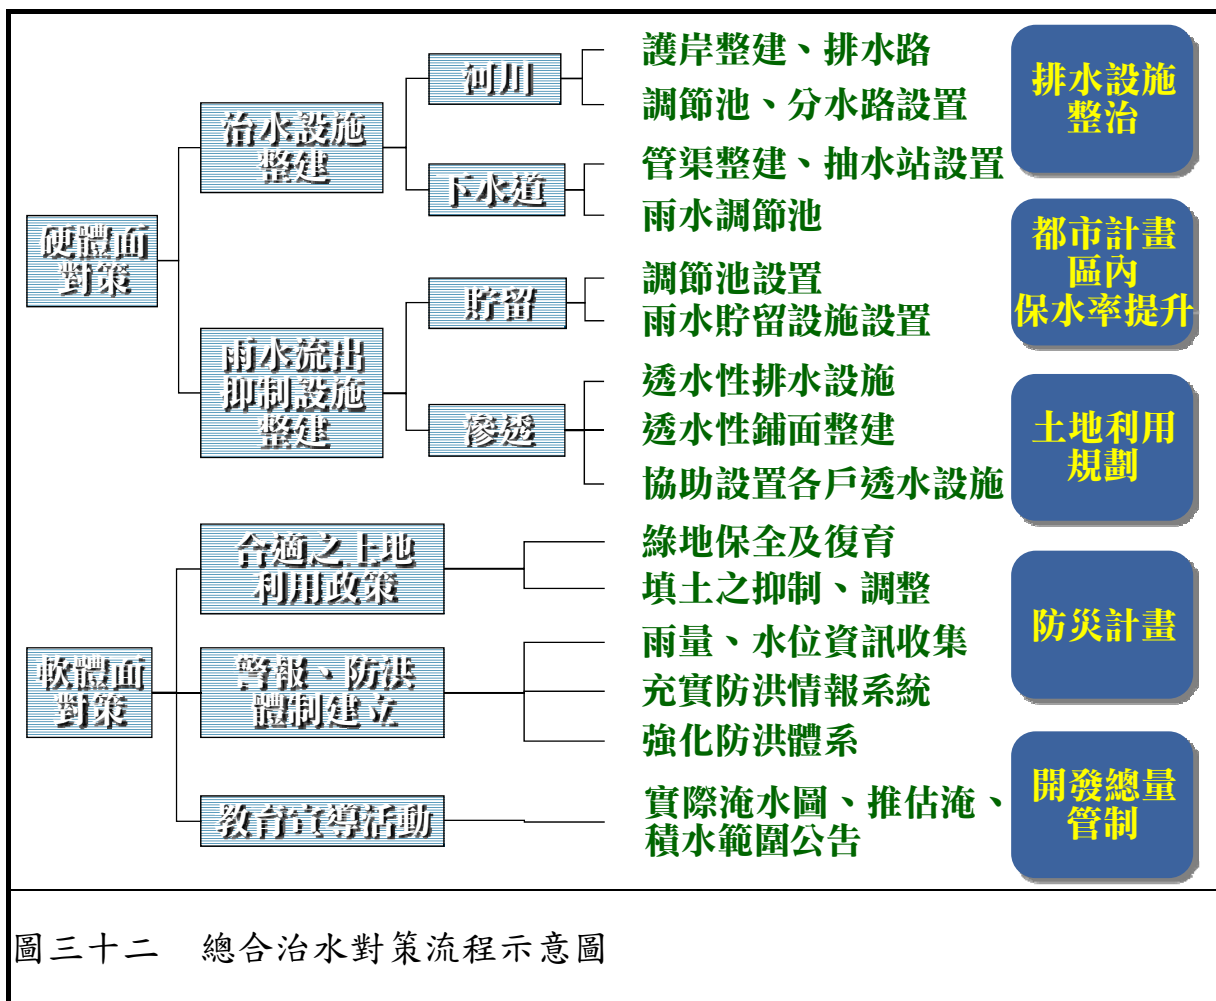 硬體面
對策
治水設施
整建
河川
護岸整建、排水路
調節池、分水路設置
下水道
管渠整建、抽水站設置
雨水調節池
雨水流出
抑制設施
整建
貯留
調節池設置
雨水貯留設施設置
滲透
透水性排水設施
透水性鋪面整建
協助設置各戶透水設施
軟體面
對策
合適之土地
利用政策
綠地保全及復育
填土之抑制、調整
警報、防洪
體制建立
雨量、水位資訊收集
充實防洪情報系統
強化防洪體系
教育宣導活動
實際淹水圖、推估淹、
積水範圍公告
排水設施
整治
都市計畫
區內
保水率提升
土地利用
規劃
防災計畫
開發總量
管制
圖三十二　總合治水對策流程示意圖